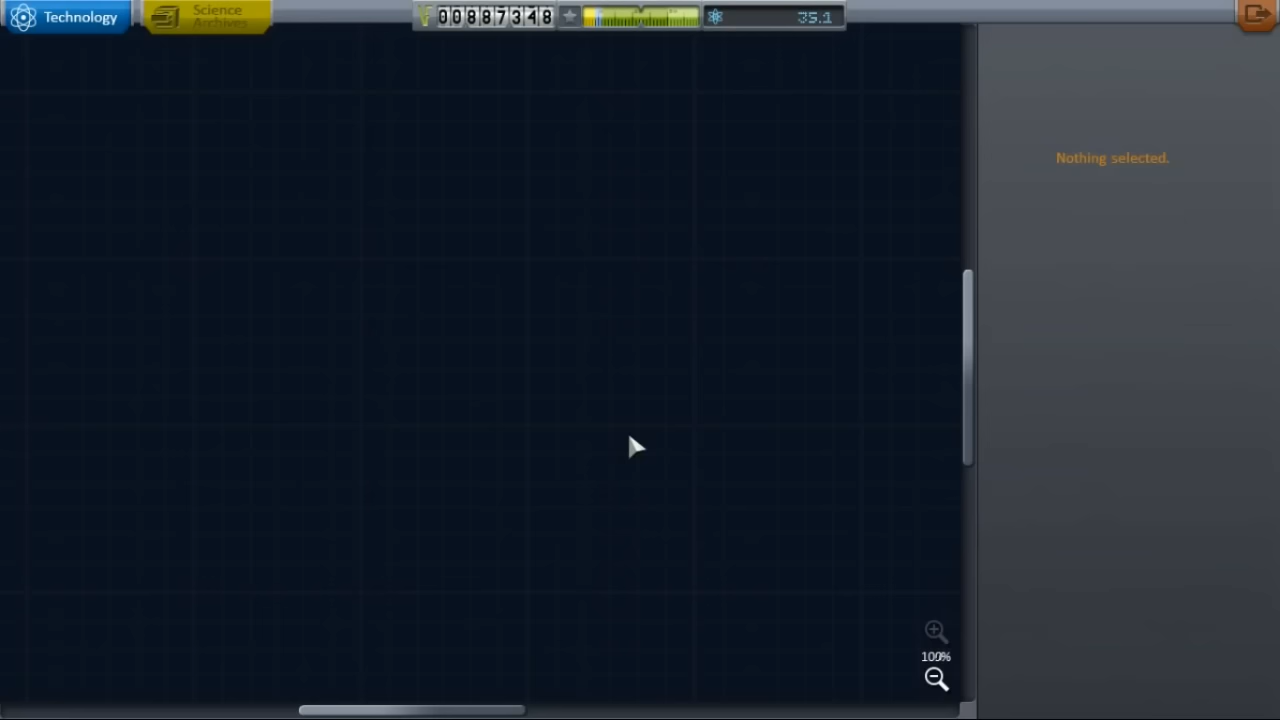 Technology
Science
Archives
00887348
35.1
Nothing selected.
100%